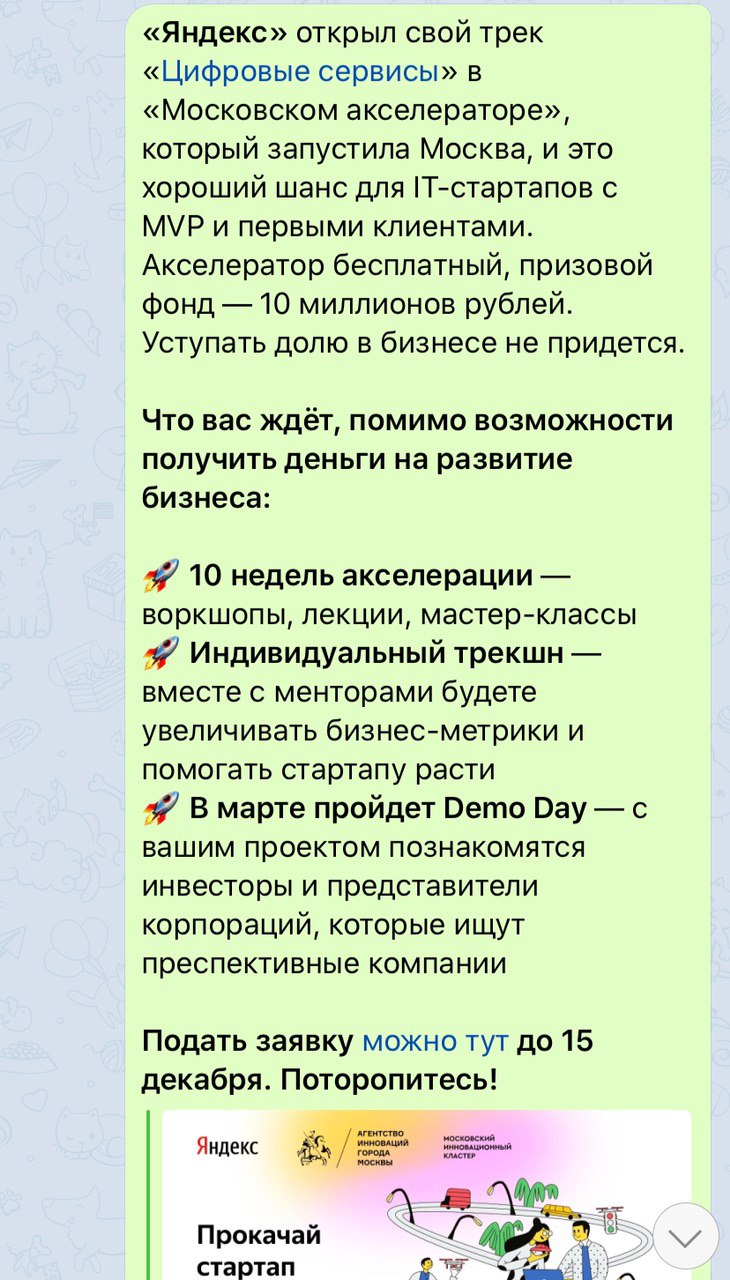 «Яндекс» открыл свой трек
«Цифровые сервисы» в
«Московском акселераторе»,
который запустила Москва, и это
хороший шанс для IT-стартапов с
MVP и первыми клиентами.
Акселератор бесплатный, призовой
фонд — 10 миллионов рублей.
Уступать долю в бизнесе не придется.
Что вас ждёт, помимо возможности
получить деньги на развитие
бизнеса:
🚀 10 недель акселерации —
воркшопы, лекции, мастер-классы
🚀 Индивидуальный трекшн —
вместе с менторами будете
увеличивать бизнес-метрики и
помогать стартапу расти
🚀 В марте пройдет Demo Day — с
вашим проектом познакомятся
инвесторы и представители
корпораций, которые ищут
преспективные компании
Подать заявку можно тут до 15
декабря. Поторопитесь!
Яндекс
АГЕНТСТВО
ИННОВАЦИЙ
ГОРОДА
МОСКВЫ
МОСКОВСКИЙ
ИННОВАЦИОННЫЙ
КЛАСТЕР
Прокачай
стартап